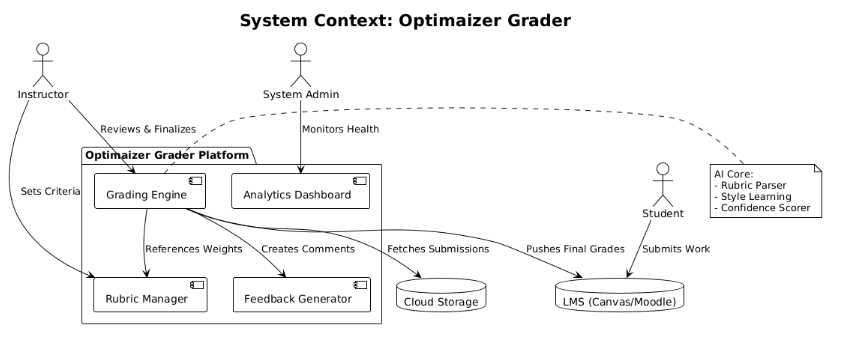 System Context: Optimaizer Grader
Instructor
System Admin
Reviews & Finalizes
Monitors Health
Optimaizer Grader Platform
Grading Engine
Analytics Dashboard
AI Core:
- Rubric Parser
- Style Learning
- Confidence Scorer
Sets Criteria
Student
References Weights
Creates Comments
Fetches Submissions
Pushes Final Grades
Submits Work
Rubric Manager
Feedback Generator
Cloud Storage
LMS (Canvas/Moodle)